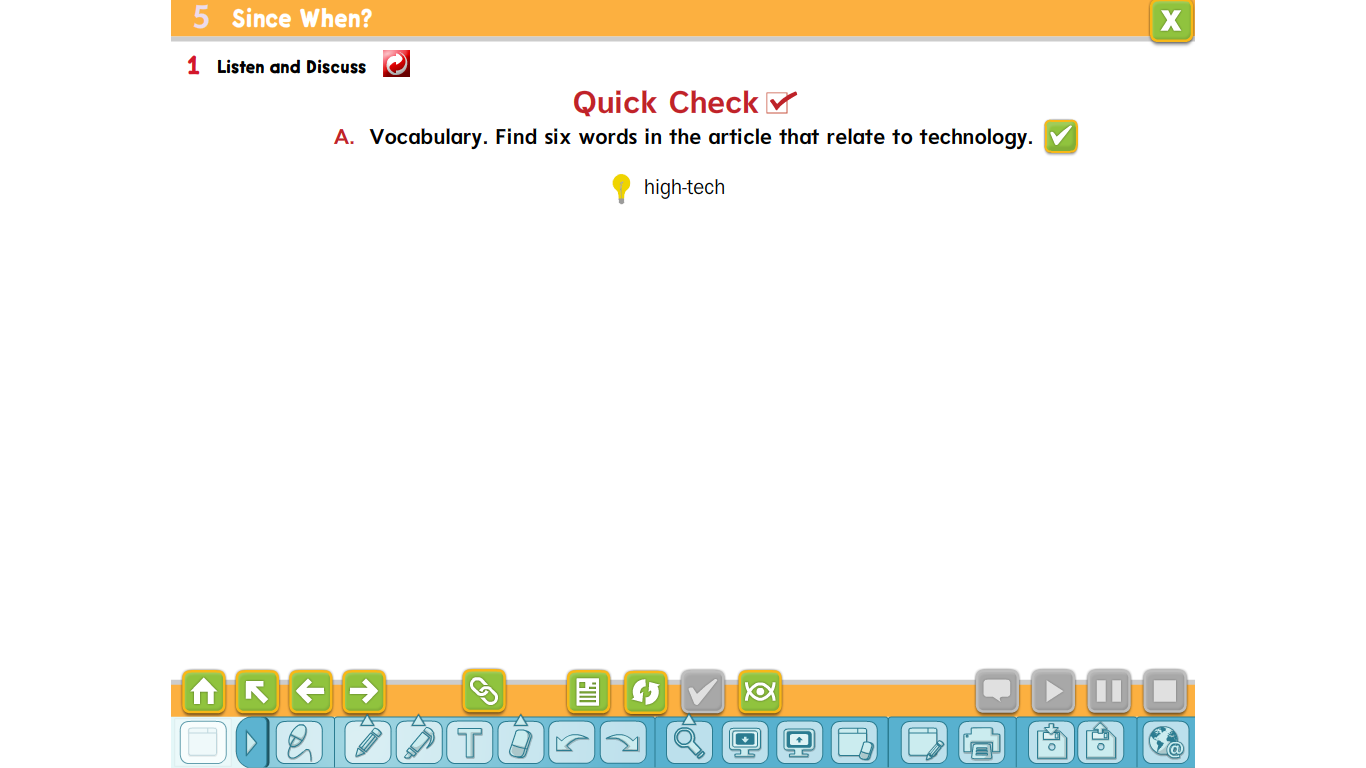 5 Since When?
X
1 Listen and Discuss
Quick Check
A. Vocabulary. Find six words in the article that relate to technology.
high-tech
T
@